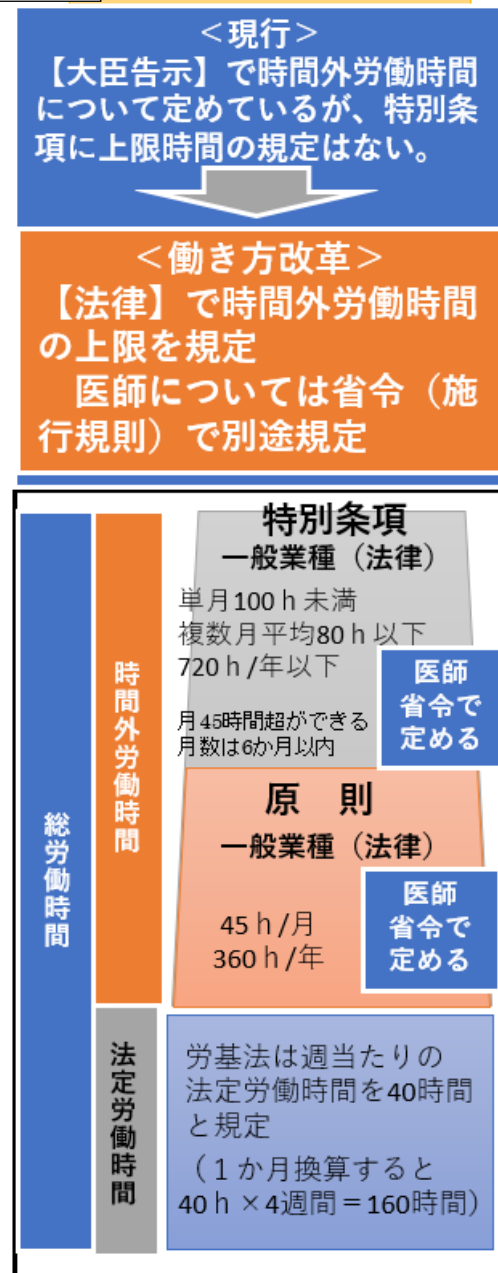 ＜現行＞
【大臣告示】で時間外労働時間
について定めているが、特別条
項に上限時間の規定はない。
＜働き方改革＞
【法律】で時間外労働時間
の上限を規定
　医師については省令（施
行規則）で別途規定
総労働時間
時間外労働時間
特別条項
一般業種（法律）
単月100ｈ未満
複数月平均80ｈ以下
720ｈ/年以下
月45時間超ができる
月数は6か月以内
医師
省令で
定める
原　則
一般業種（法律）
45ｈ/月
360ｈ/年
医師
省令で
定める
法定労働時間
労基法は週当たりの
法定労働時間を40時間
と規定
（１か月換算すると
40ｈ×4週間＝160時間）